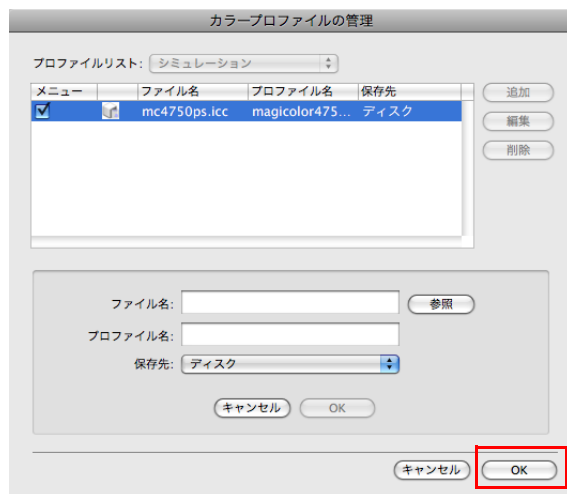 カラープロファイルの管理
プロファイルリスト: シミュレーション
メニュー ファイル名 プロファイル名 保存先
mc4750ps.icc magicolor475... ディスク
追加
編集
削除
ファイル名: 参照
プロファイル名:
保存先: ディスク
キャンセル OK
キャンセル OK